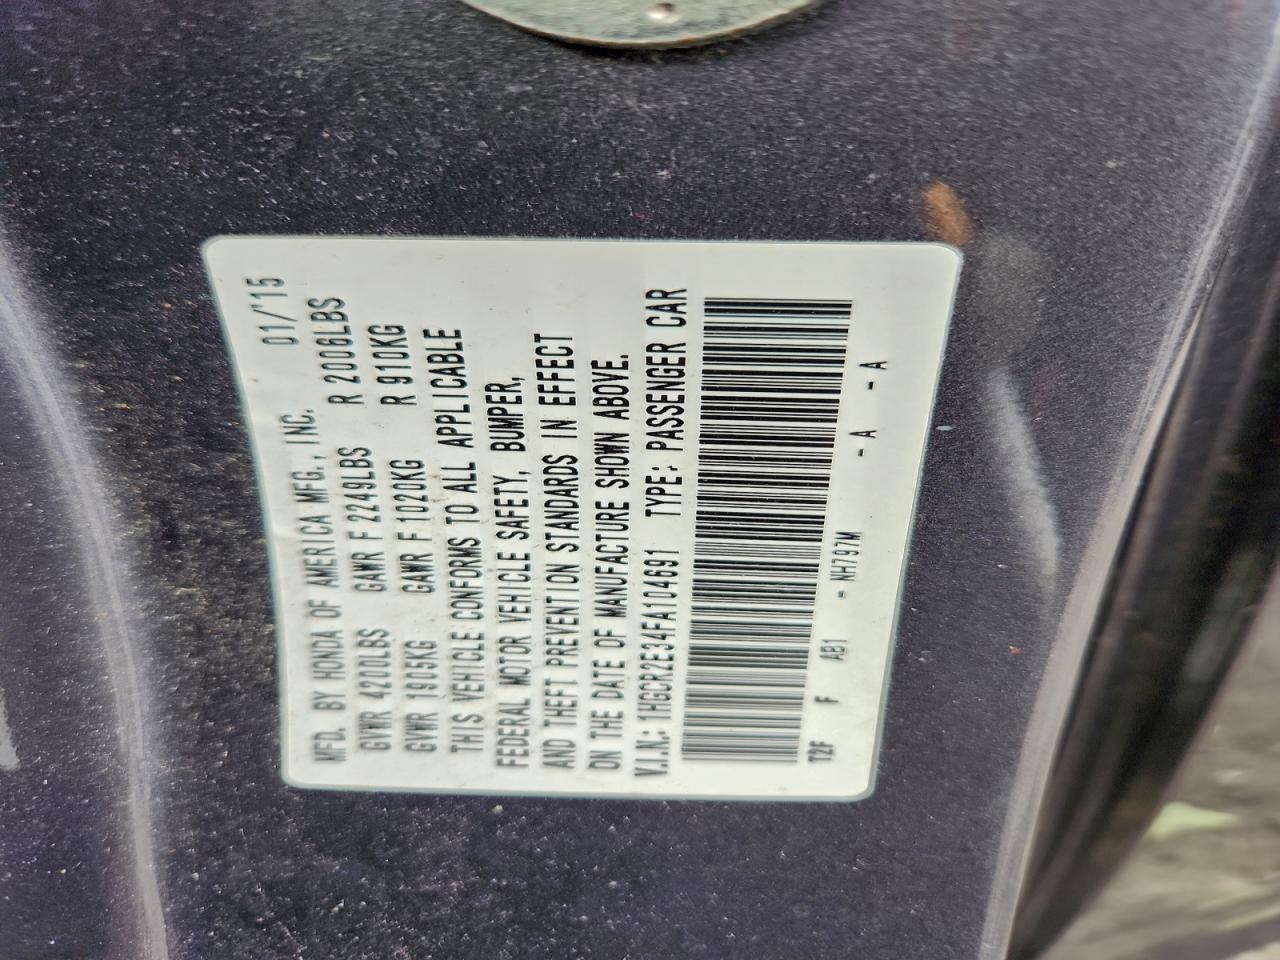 MFD. BY HONDA OF AMERICA MFG., INC. 01/'15
GVWR 4200LBS GAWR F 2249LBS R 2006LBS
GVWR 1905KG GAWR F 1020KG R 910KG
THIS VEHICLE CONFORMS TO ALL APPLICABLE
FEDERAL MOTOR VEHICLE SAFETY, BUMPER,
AND THEFT PREVENTION STANDARDS IN EFFECT
ON THE DATE OF MANUFACTURE SHOWN ABOVE.
V.I.N.: 1HGCR2E34FA104691 TYPE: PASSENGER CAR
T2F F AB1 - NH797M - A - A